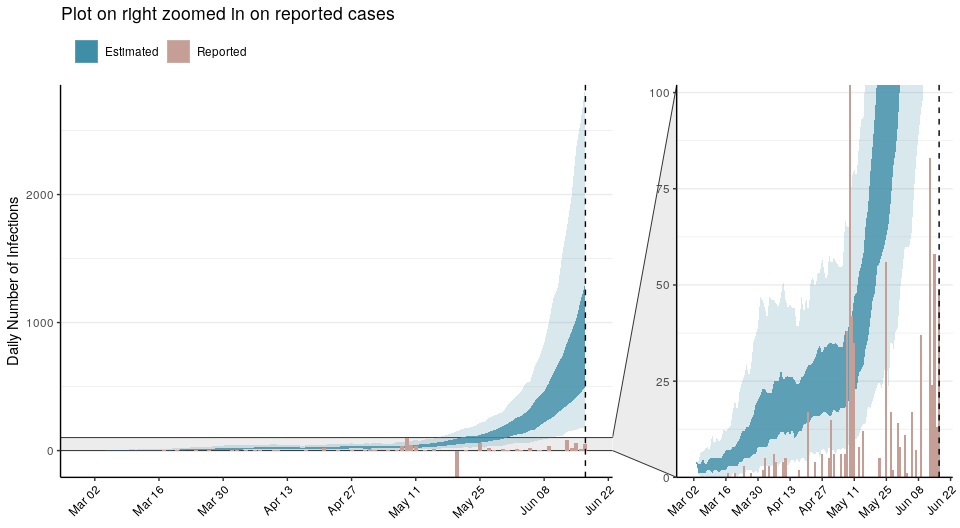 Plot on right zoomed in on reported cases
Estimated
Reported
Daily Number of Infections
2000
1000
0
Mar 02
Mar 16
Mar 30
Apr 13
Apr 27
May 11
May 25
Jun 08
Jun 22
100
75
50
25
0
Mar 02
Mar 16
Mar 30
Apr 13
Apr 27
May 11
May 25
Jun 08
Jun 22